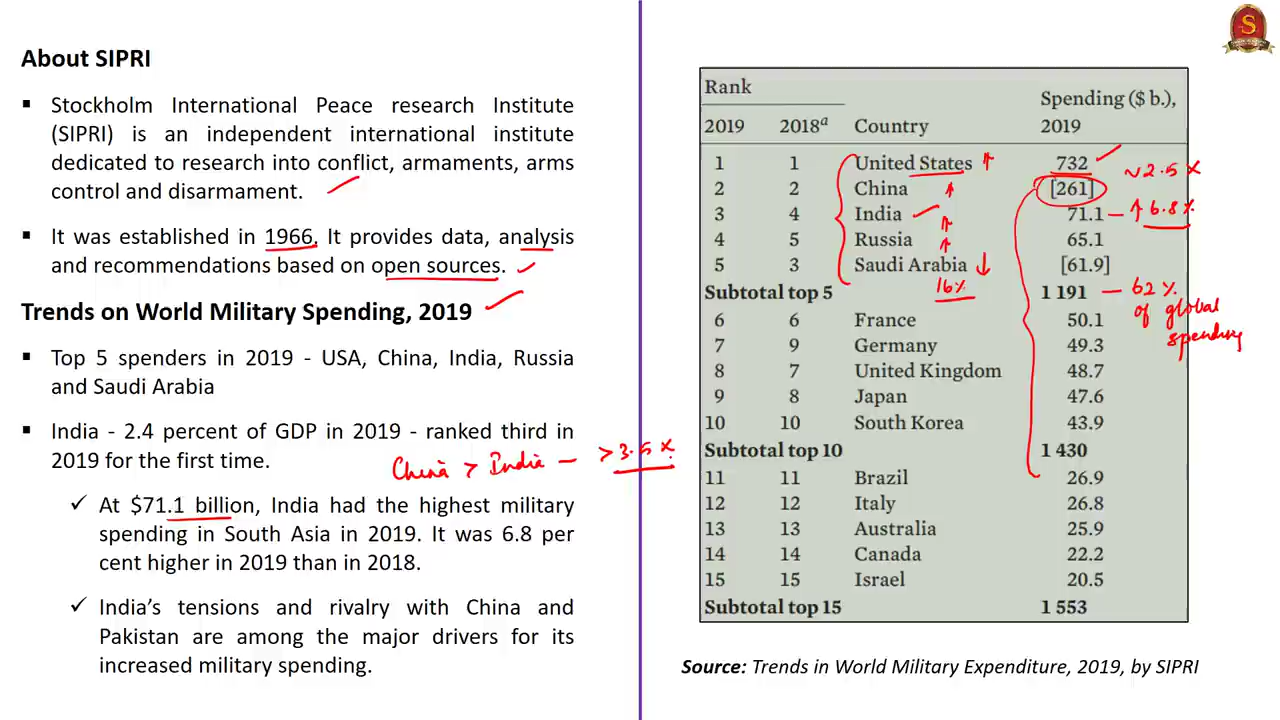 About SIPRI
▪ Stockholm International Peace research Institute
(SIPRI) is an independent international institute
dedicated to research into conflict, armaments, arms
control and disarmament.
▪ It was established in 1966. It provides data, analysis
and recommendations based on open sources.
Trends on World Military Spending, 2019
▪ Top 5 spenders in 2019 - USA, China, India, Russia
and Saudi Arabia
▪ India - 2.4 percent of GDP in 2019 - ranked third in
2019 for the first time.
China > India — > 3.5 x
✓ At $71.1 billion, India had the highest military
spending in South Asia in 2019. It was 6.8 per
cent higher in 2019 than in 2018.
✓ India's tensions and rivalry with China and
Pakistan are among the major drivers for its
increased military spending.
S
Rank
Spending ($ b.),
2019 2018a Country 2019
1 1 United States ↑ 732
~2.5 x
2 2 China ↑ [261]
3 4 India 71.1 — ↑ 6.8 %
4 5 Russia ↑ 65.1
5 3 Saudi Arabia ↓ [61.9]
16%
Subtotal top 5 1 191 — 62 %
of global
spending
6 6 France 50.1
7 9 Germany 49.3
8 7 United Kingdom 48.7
9 8 Japan 47.6
10 10 South Korea 43.9
Subtotal top 10 1 430
11 11 Brazil 26.9
12 12 Italy 26.8
13 13 Australia 25.9
14 14 Canada 22.2
15 15 Israel 20.5
Subtotal top 15 1 553
Source: Trends in World Military Expenditure, 2019, by SIPRI